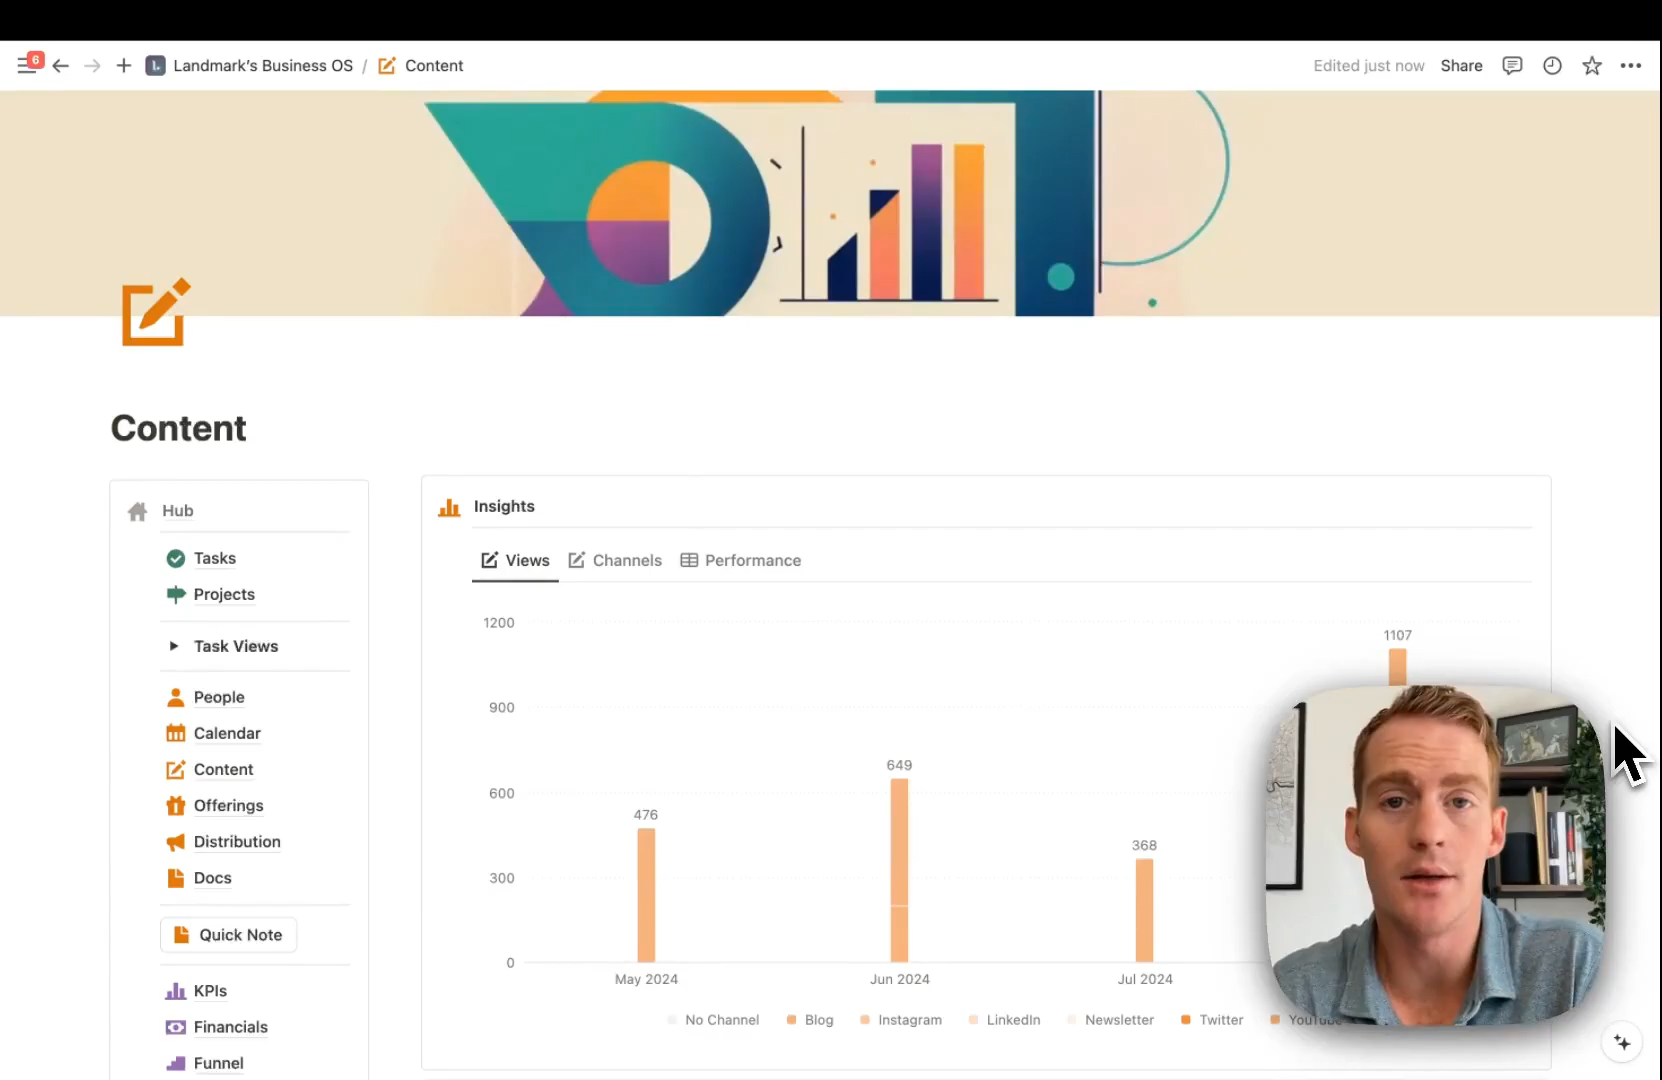 6
Landmark's Business OS / Content
Edited just now Share
Content
Hub
Tasks
Projects
Task Views
People
Calendar
Content
Offerings
Distribution
Docs
Quick Note
KPIs
Financials
Funnel
Insights
Views Channels Performance
1200
900
600
300
0
476
649
368
1107
May 2024 Jun 2024 Jul 2024
No Channel Blog Instagram LinkedIn Newsletter Twitter YouTube